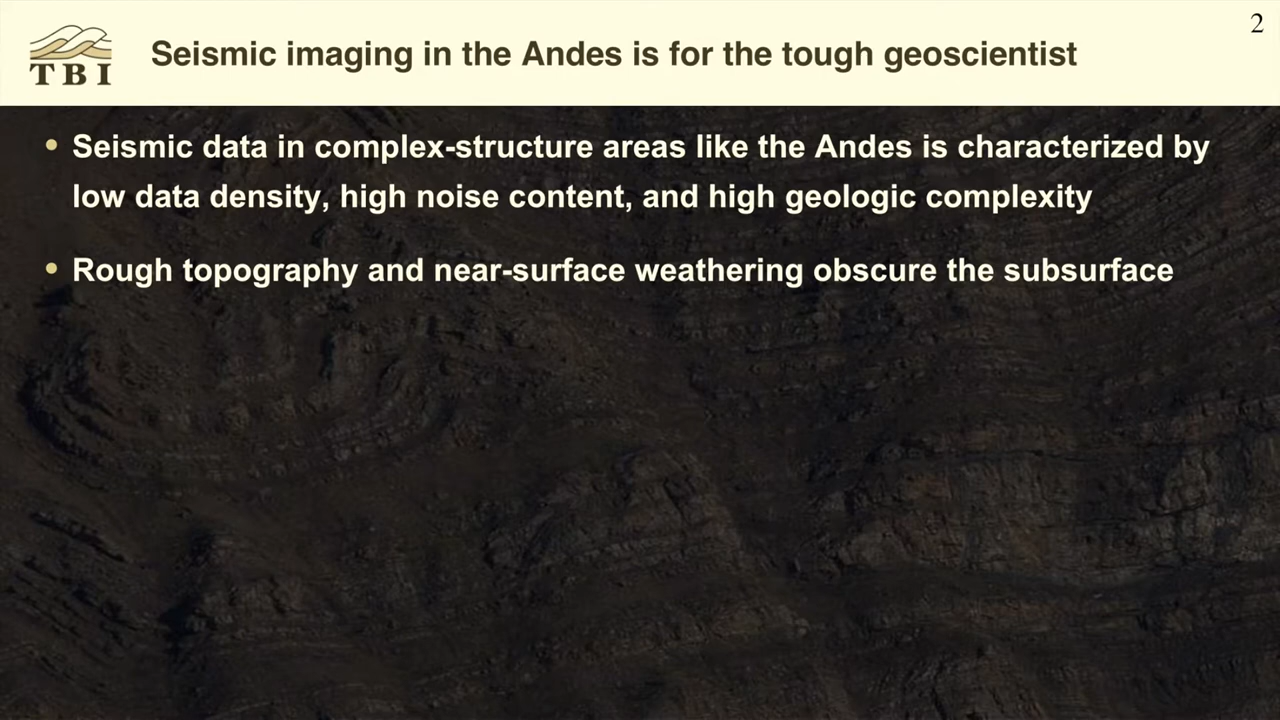 2
TBI
Seismic imaging in the Andes is for the tough geoscientist
• Seismic data in complex-structure areas like the Andes is characterized by
low data density, high noise content, and high geologic complexity
• Rough topography and near-surface weathering obscure the subsurface